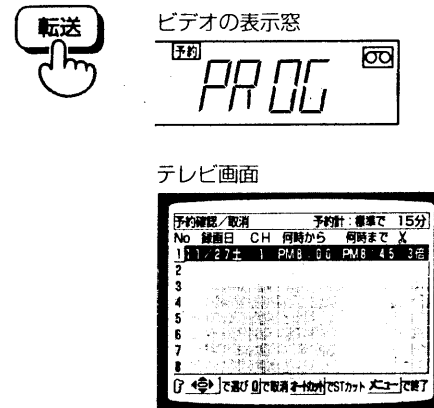 転送
ビデオの表示窓
予約
PROG
テレビ画面
予約確認/取消 予約計:標準で 15分
No 録画日 CH 何時から 何時まで
1 11/27土 1 PM8:00 PM8:45 3倍
2
3
4
5
6
7
8
で選び 0で取消 オートカットでSTカット メニューで終了